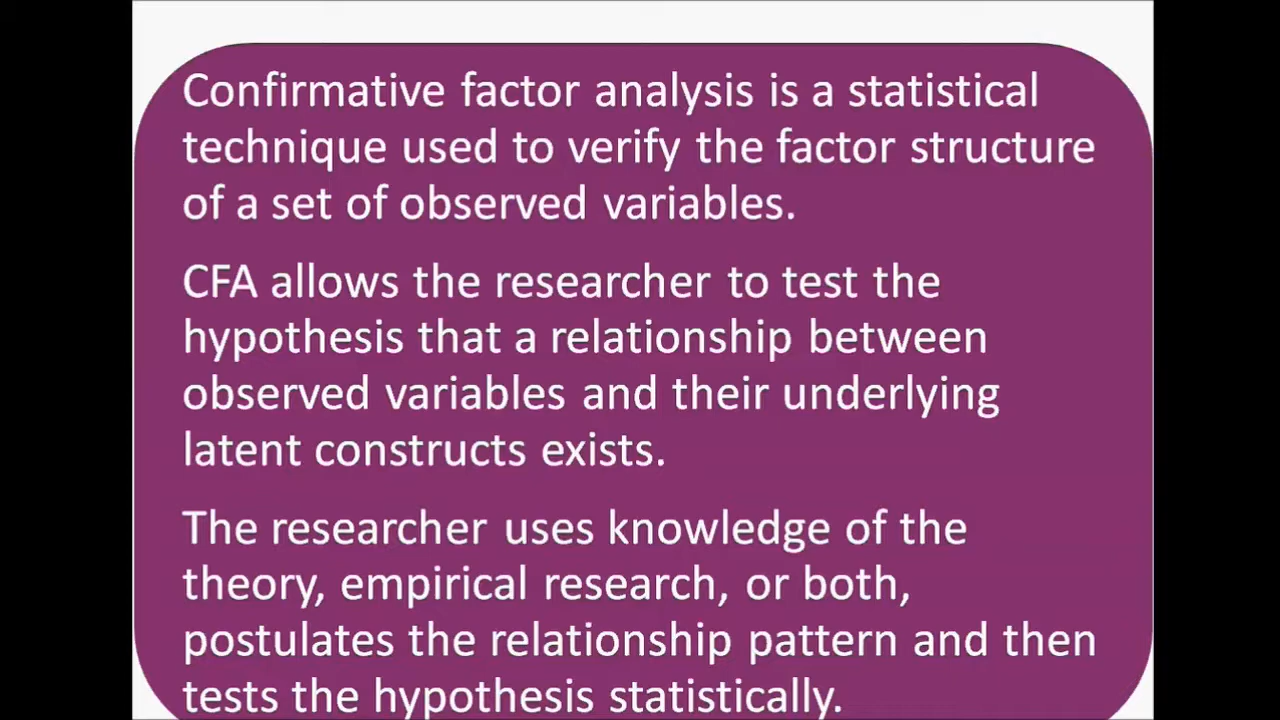 Confirmative factor analysis is a statistical
technique used to verify the factor structure
of a set of observed variables.
CFA allows the researcher to test the
hypothesis that a relationship between
observed variables and their underlying
latent constructs exists.
The researcher uses knowledge of the
theory, empirical research, or both,
postulates the relationship pattern and then
tests the hypothesis statistically.